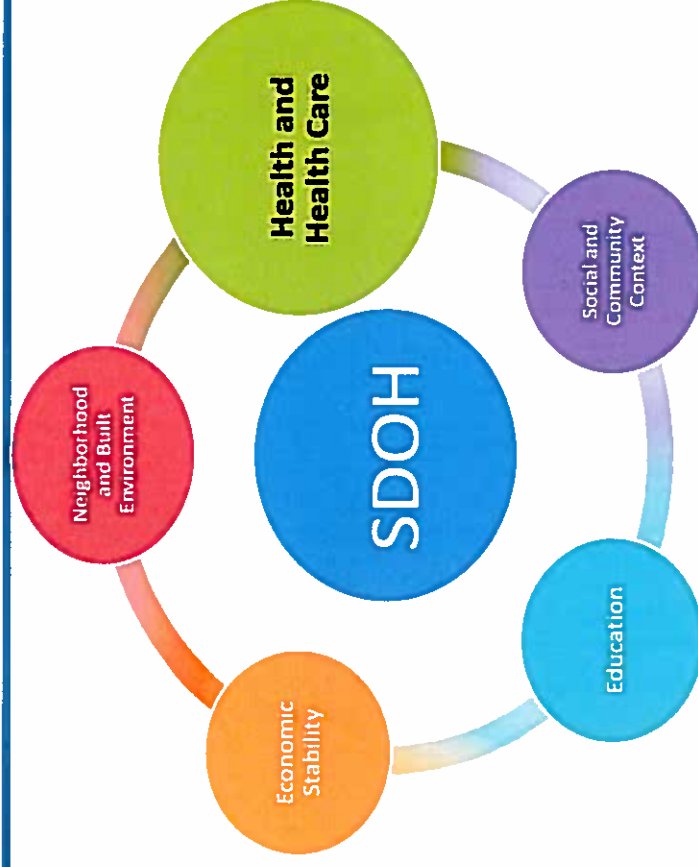 Neighborhood
and Built
Environment
Economic
Stability
Health and
Health Care
SDOH
Education
Social and
Community
Context